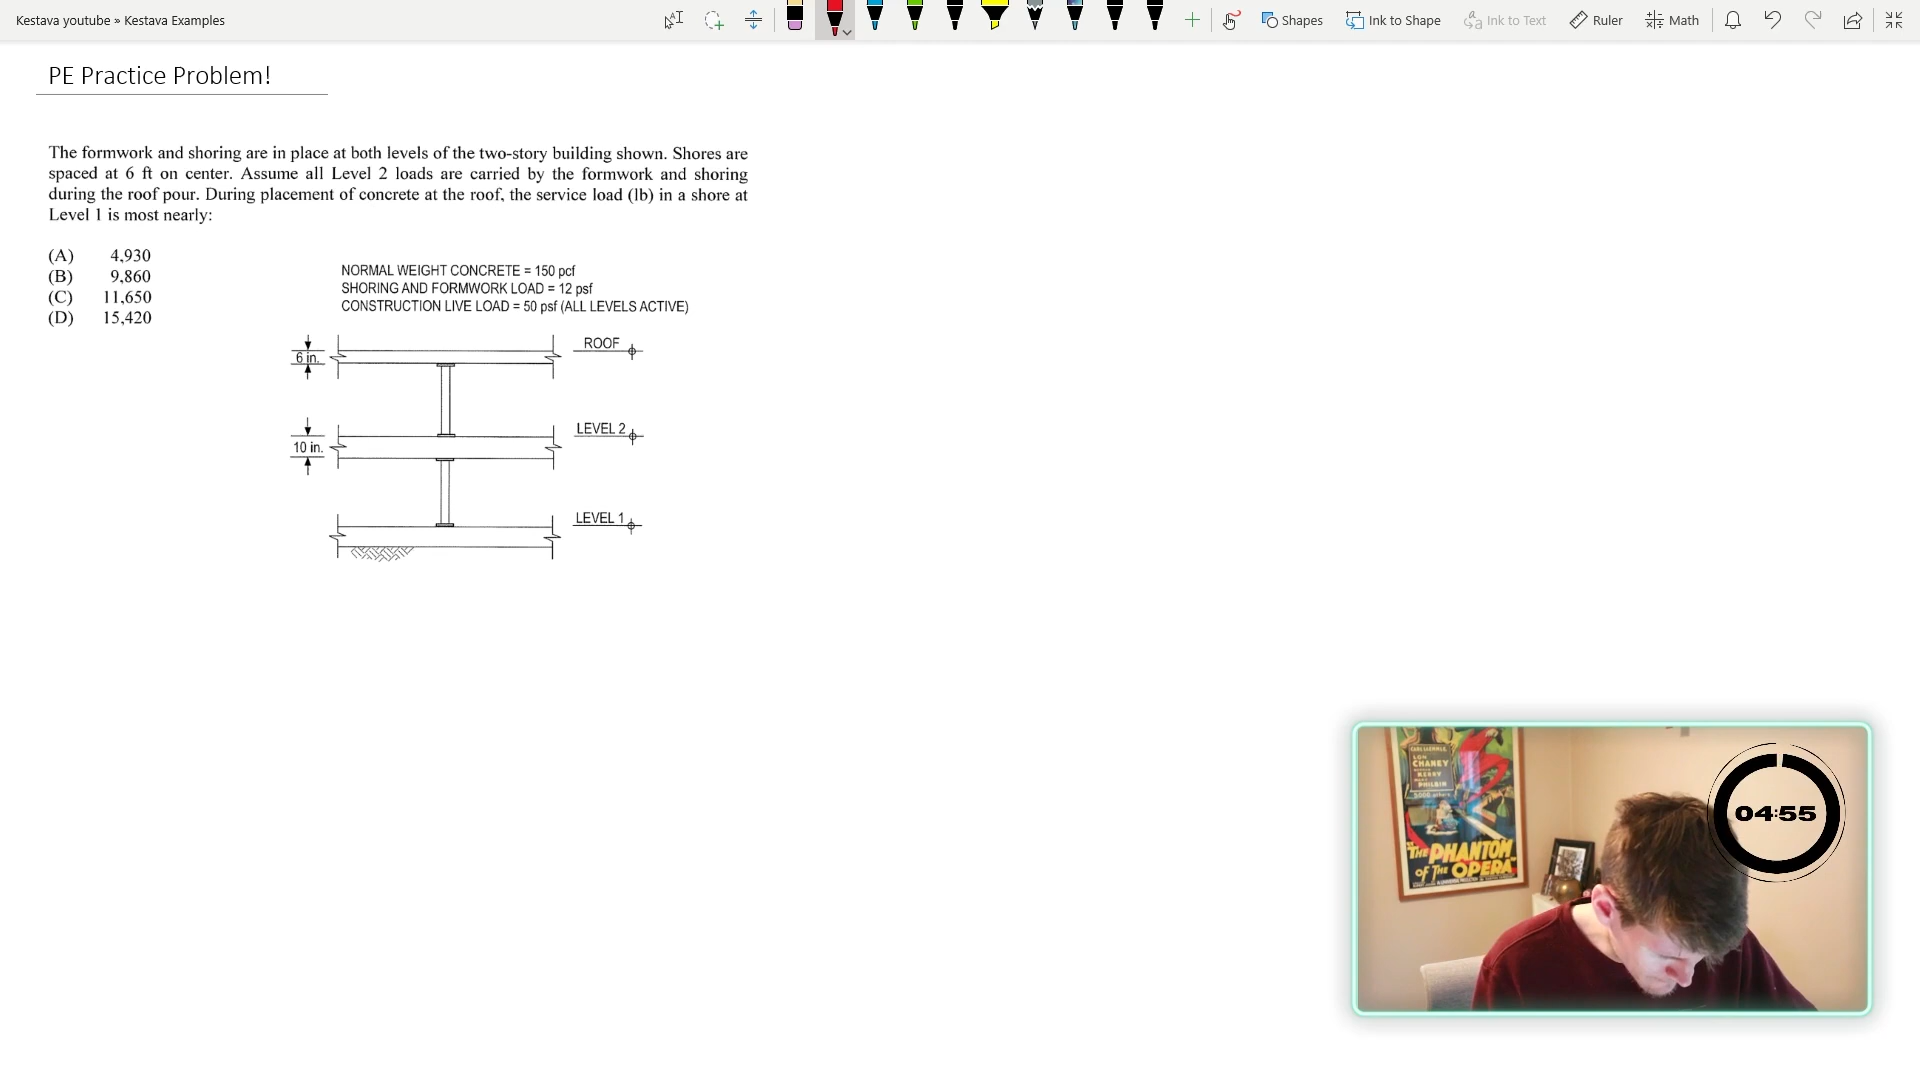 Kestava youtube » Kestava Examples
Shapes
Ink to Shape
Ink to Text
Ruler
Math
PE Practice Problem!
The formwork and shoring are in place at both levels of the two-story building shown. Shores are
spaced at 6 ft on center. Assume all Level 2 loads are carried by the formwork and shoring
during the roof pour. During placement of concrete at the roof, the service load (lb) in a shore at
Level 1 is most nearly:
(A) 4,930
(B) 9,860
(C) 11,650
(D) 15,420
NORMAL WEIGHT CONCRETE = 150 pcf
SHORING AND FORMWORK LOAD = 12 psf
CONSTRUCTION LIVE LOAD = 50 psf (ALL LEVELS ACTIVE)
6 in.
ROOF
10 in.
LEVEL 2
LEVEL 1
CARL LAEMMLE
LON
CHANEY
MARY
PHILBIN
"THE PHANTOM
OF THE OPERA"
04:55